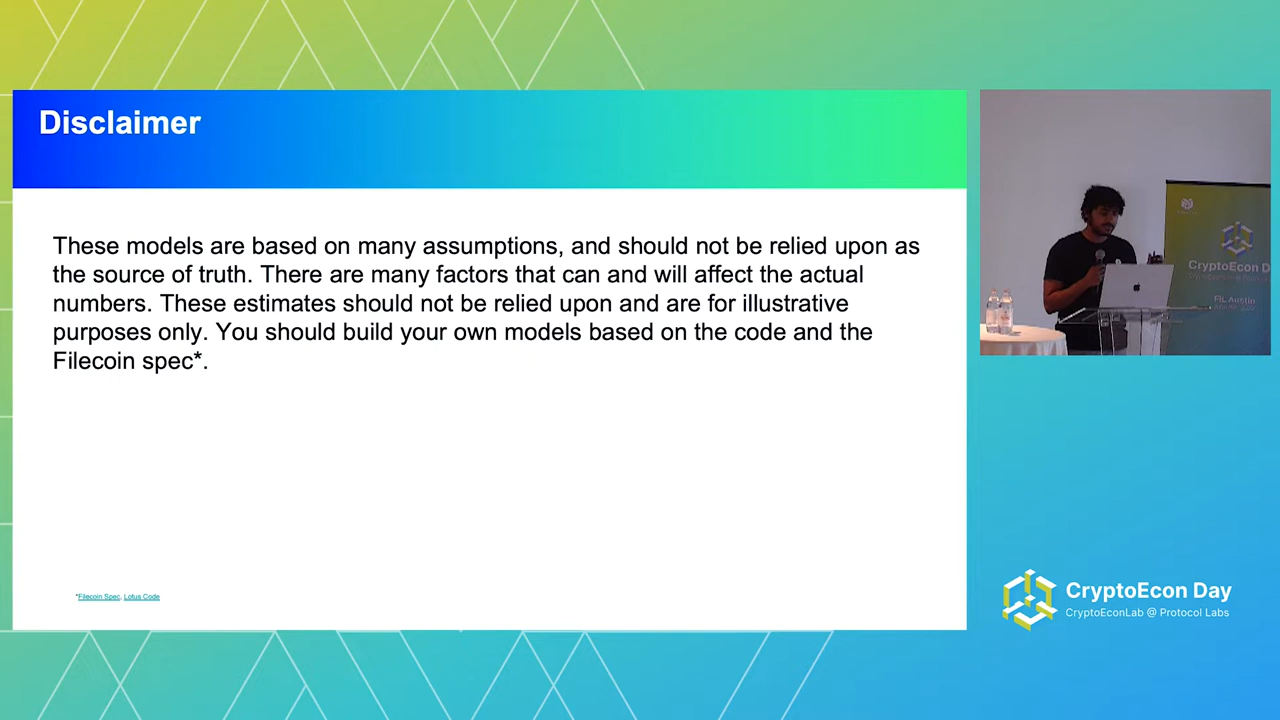 Disclaimer
These models are based on many assumptions, and should not be relied upon as
the source of truth. There are many factors that can and will affect the actual
numbers. These estimates should not be relied upon and are for illustrative
purposes only. You should build your own models based on the code and the
Filecoin spec*.
*Filecoin Spec, Lotus Code
CryptoEcon D
FIL Austin
CryptoEcon Day
CryptoEconLab @ Protocol Labs